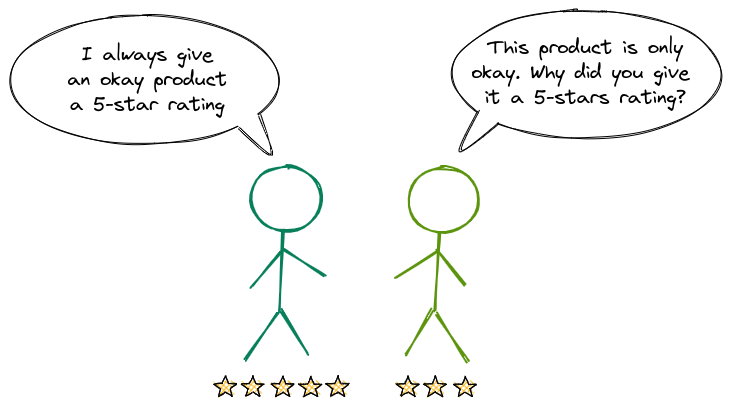 I always give
an okay product
a 5-star rating
This product is only
okay. Why did you give
it a 5-stars rating?